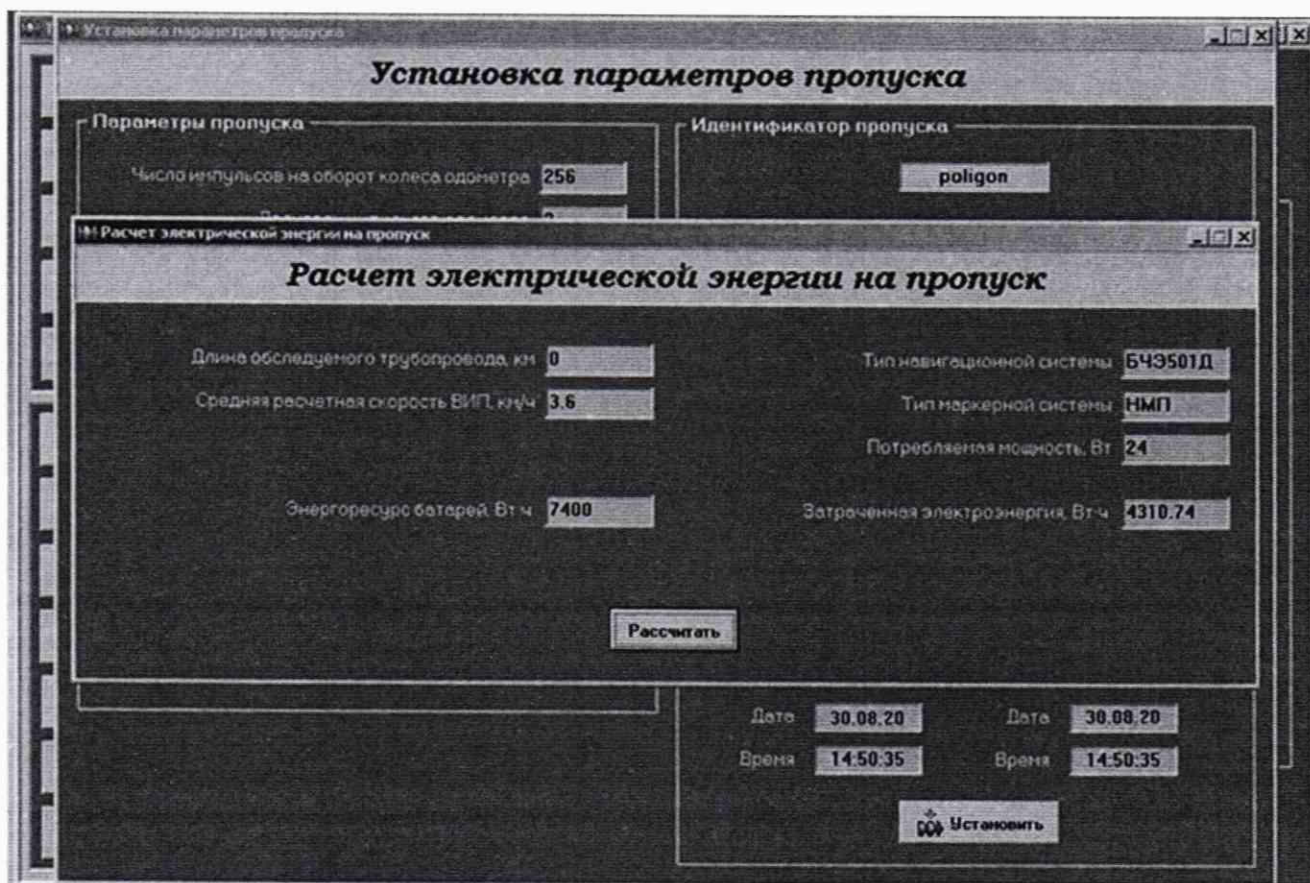 Установка параметров пропуска
Установка параметров пропуска
Параметры пропуска
Число импульсов на оборот колеса одометра 256
Идентификатор пропуска
poligon
Расчет электрической энергии на пропуск
Расчет электрической энергии на пропуск
Длина обследуемого трубопровода, км 0
Средняя расчетная скорость ВИП, км/ч 3.6
Энергоресурс батарей, Вт ч 7400
Тип навигационной системы БЧЭ501Д
Тип маркерной системы НМП
Потребляемая мощность, Вт 24
Затраченная электроэнергия, Вт ч 4310.74
Рассчитать
Дата 30.08.20 Дата 30.08.20
Время 14:50:35 Время 14:50:35
Установить